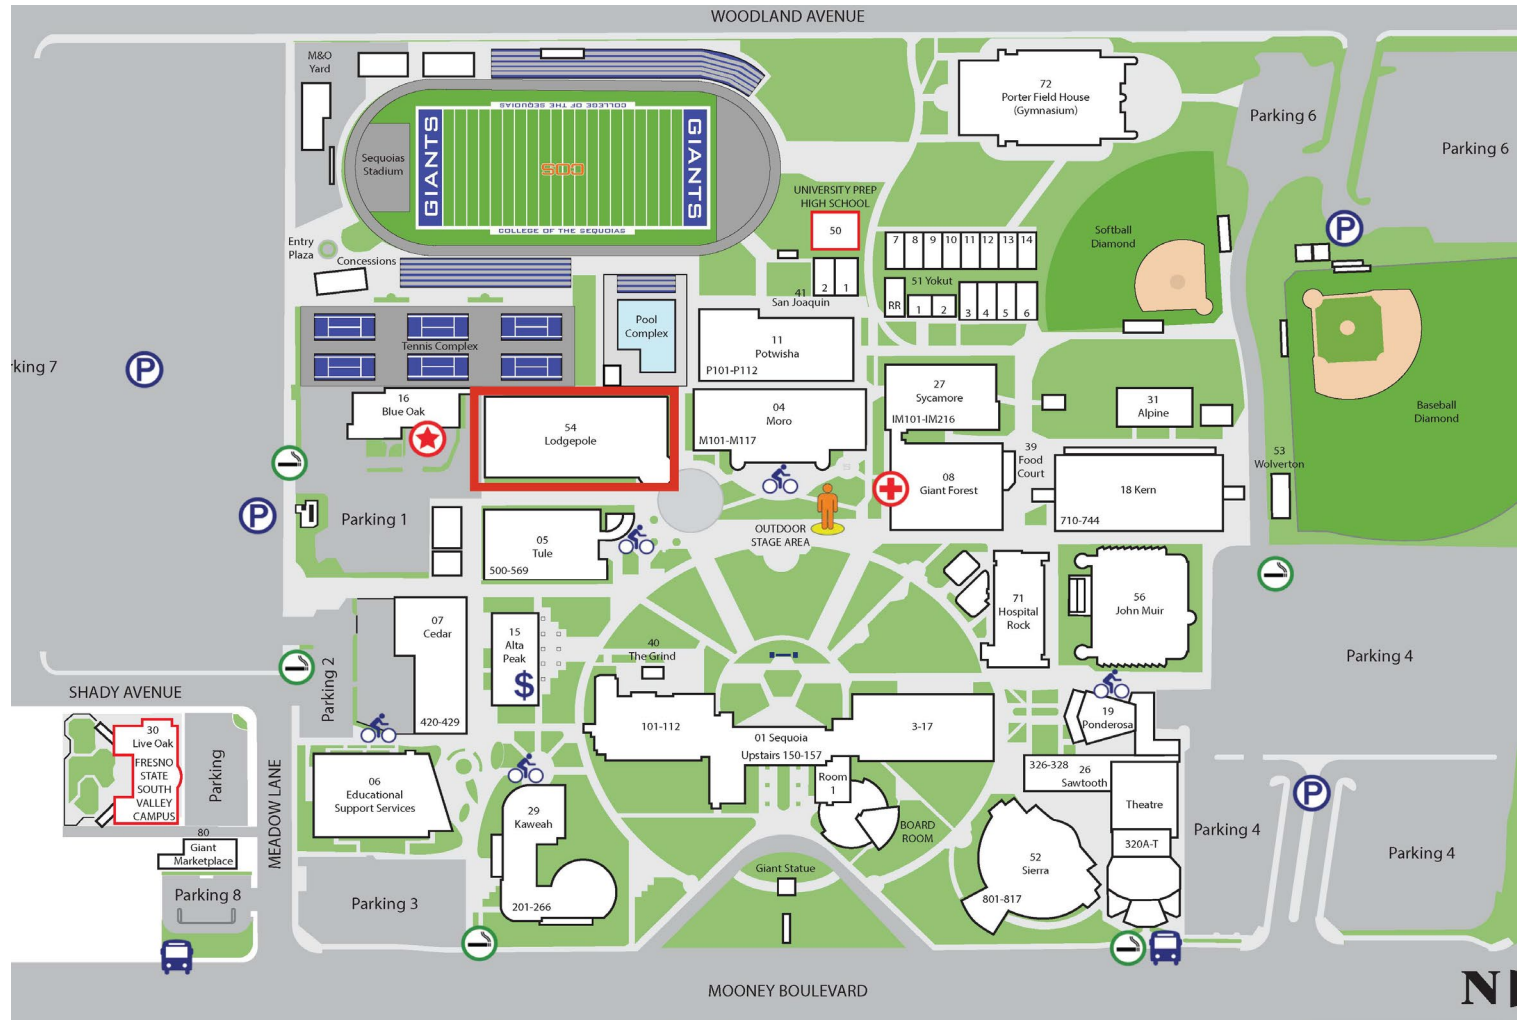 WOODLAND AVENUE
M&O
Yard
72
Porter Field House
(Gymnasium)
Parking 6
Parking 6
COLLEGE OF THE SEQUOIAS
Sequoias
Stadium
GIANTS
COS
GIANTS
COLLEGE OF THE SEQUOIAS
UNIVERSITY PREP
HIGH SCHOOL
50
Softball
Diamond
P
Entry
Plaza
Concessions
7
8
9
10
11
12
13
14
51 Yokut
RR
1
2
3
4
5
6
2
1
41
San Joaquin
Pool
Complex
Tennis Complex
11
Potwisha
P101-P112
rking 7
P
16
Blue Oak
54
Lodgepole
04
Moro
M101-M117
27
Sycamore
IM101-IM216
31
Alpine
Baseball
Diamond
39
Food
Court
53
Wolverton
08
Giant Forest
18 Kern
710-744
P
Parking 1
OUTDOOR
STAGE AREA
05
Tule
500-569
71
Hospital
Rock
56
John Muir
07
Cedar
420-429
15
Alta
Peak
$
40
The Grind
Parking 2
Parking 4
SHADY AVENUE
30
Live Oak
FRESNO
STATE
SOUTH
VALLEY
CAMPUS
Parking
MEADOW LANE
101-112
01 Sequoia
Upstairs 150-157
3-17
19
Ponderosa
Room
1
326-328
26
Sawtooth
Theatre
P
06
Educational
Support Services
29
Kaweah
201-266
BOARD
ROOM
320A-T
Parking 4
Parking 4
80
Giant
Marketplace
Parking 8
Parking 3
Giant Statue
52
Sierra
801-817
MOONEY BOULEVARD
N